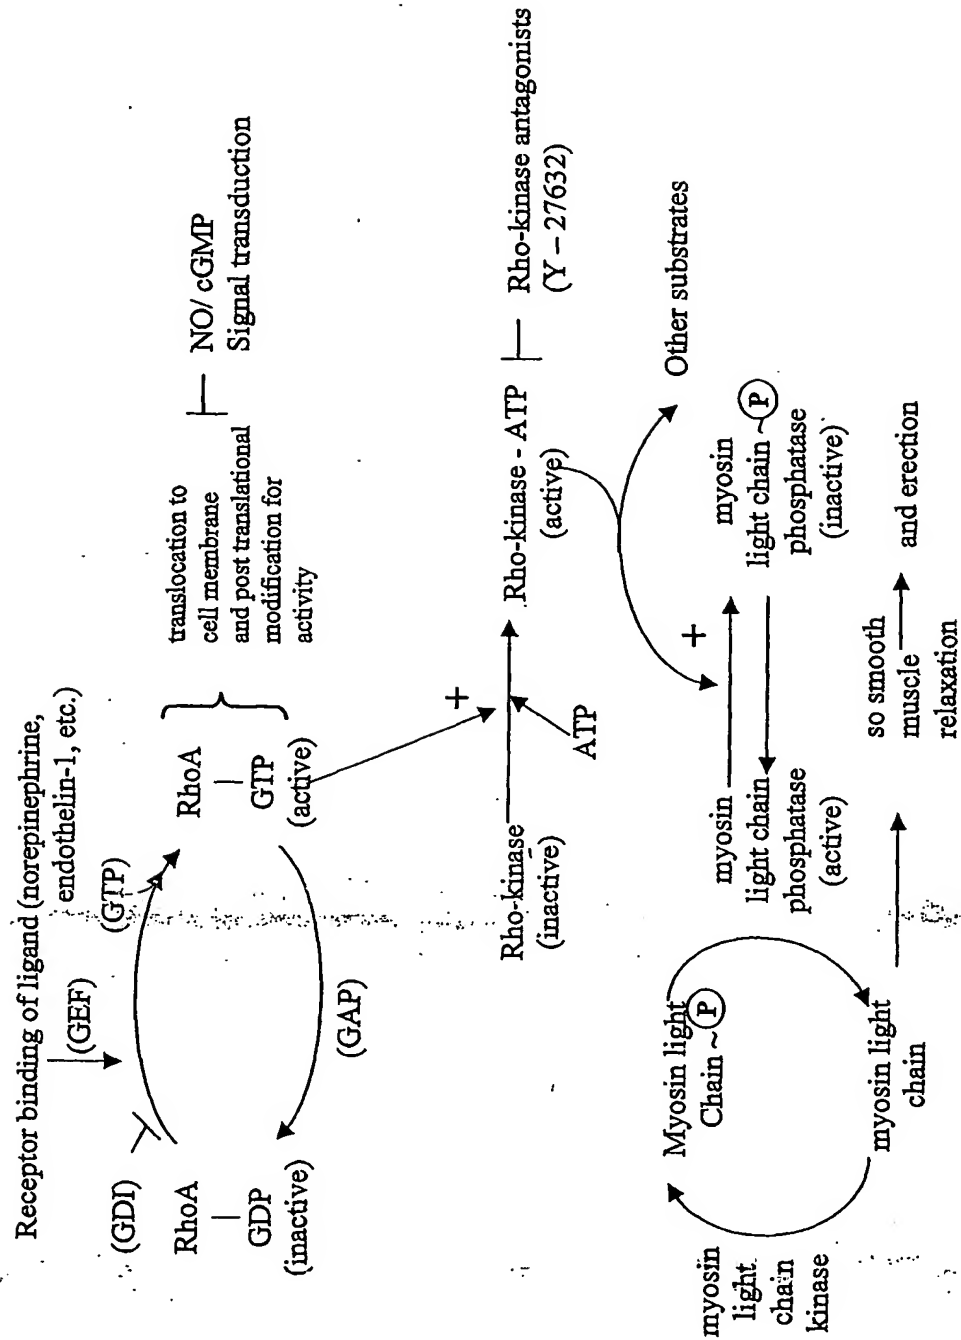 Receptor binding of ligand (norepinephrine,
endothelin-1, etc.)
(GEF)
(GDI)
(GTP)
RhoA
GDP
(inactive)
RhoA
GTP
(active)
(GAP)
translocation to
cell membrane
and post translational
modification for
activity
NO/ cGMP
Signal transduction
+
Rho-kinase
(inactive)
ATP
Rho-kinase - ATP
(active)
Rho-kinase antagonists
(Y – 27632)
Other substrates
Myosin light
Chain ~ P
myosin light
chain
myosin
light
chain
kinase
myosin
light chain
phosphatase
(active)
+
myosin
light chain ~ P
phosphatase
(inactive)
so smooth
muscle
relaxation
and erection